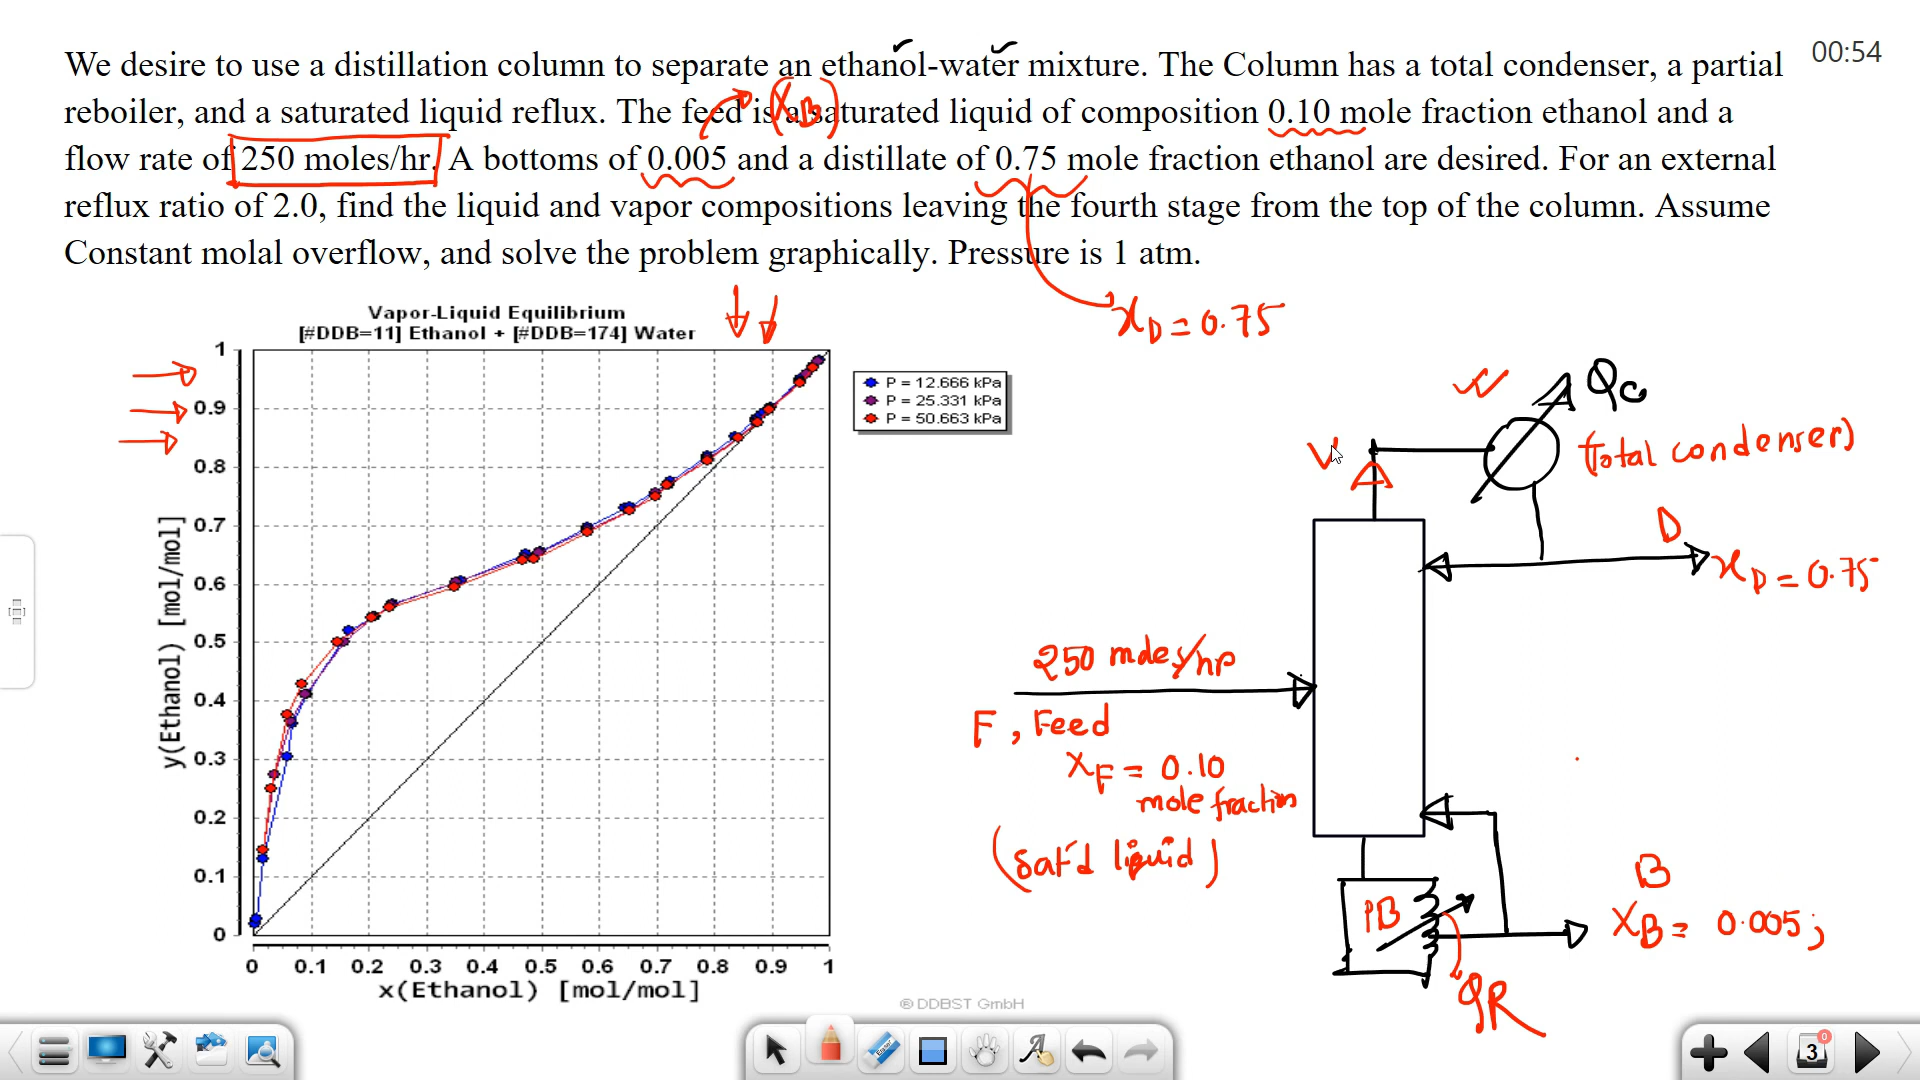 We desire to use a distillation column to separate an ethanol-water mixture. The Column has a total condenser, a partial
reboiler, and a saturated liquid reflux. The feed is a saturated liquid of composition 0.10 mole fraction ethanol and a
flow rate of 250 moles/hr. A bottoms of 0.005 and a distillate of 0.75 mole fraction ethanol are desired. For an external
reflux ratio of 2.0, find the liquid and vapor compositions leaving the fourth stage from the top of the column. Assume
Constant molal overflow, and solve the problem graphically. Pressure is 1 atm.
00:54
(XB)
xD = 0.75
Vapor-Liquid Equilibrium
[#DDB=11] Ethanol + [#DDB=174] Water
P = 12.666 kPa
P = 25.331 kPa
P = 50.663 kPa
y(Ethanol) [mol/mol]
1
0.9
0.8
0.7
0.6
0.5
0.4
0.3
0.2
0.1
0
0 0.1 0.2 0.3 0.4 0.5 0.6 0.7 0.8 0.9 1
x(Ethanol) [mol/mol]
© DDBST GmbH
Qc
V
(total condenser)
D
xD = 0.75
250 moles/hr
F, Feed
XF = 0.10
mole fraction
(Sat'd liquid)
PB
B
XB = 0.005;
QR
3
0